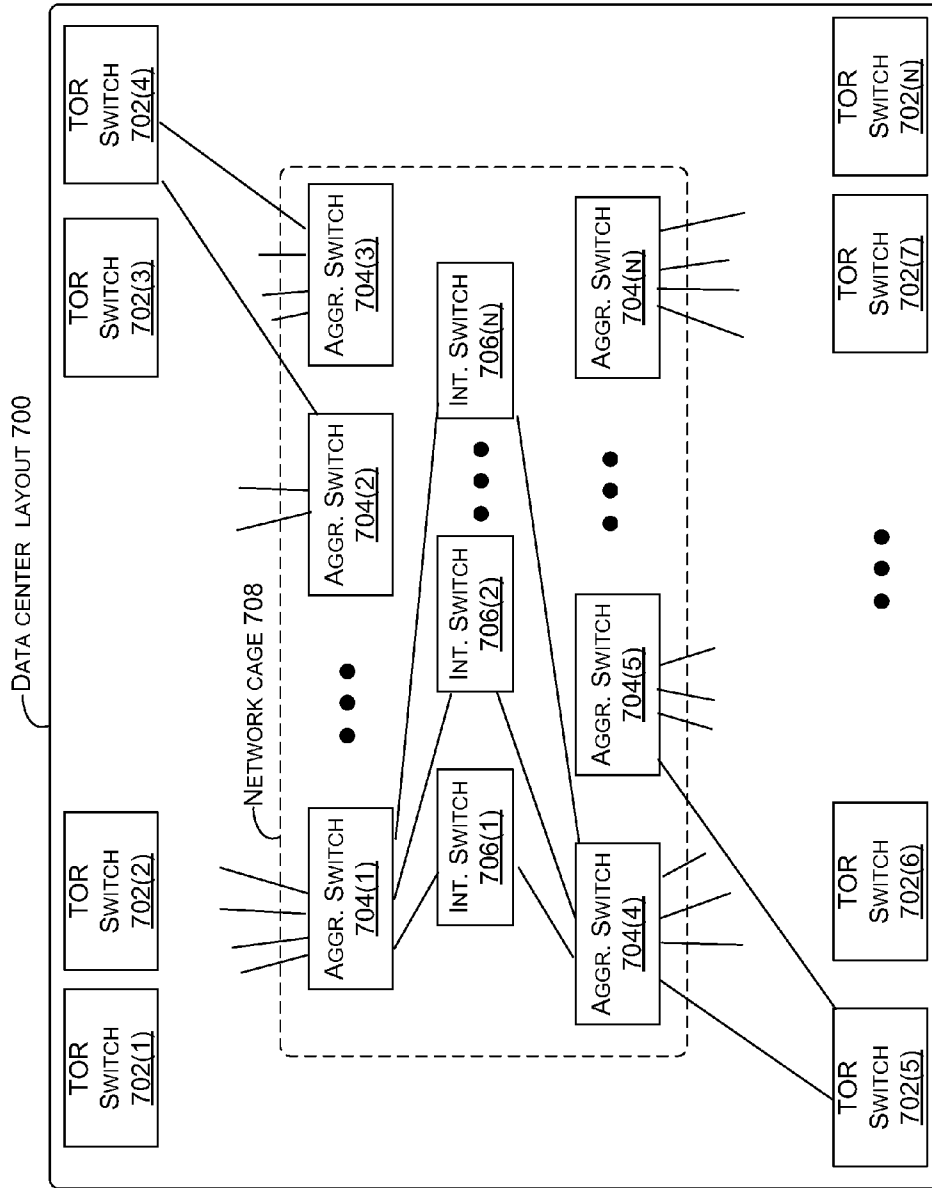 DATA CENTER LAYOUT 700
TOR
SWITCH
702(1)
TOR
SWITCH
702(2)
TOR
SWITCH
702(3)
TOR
SWITCH
702(4)
NETWORK CAGE 708
AGGR. SWITCH
704(1)
AGGR. SWITCH
704(2)
AGGR. SWITCH
704(3)
INT. SWITCH
706(1)
INT. SWITCH
706(2)
INT. SWITCH
706(N)
AGGR. SWITCH
704(4)
AGGR. SWITCH
704(5)
AGGR. SWITCH
704(N)
TOR
SWITCH
702(5)
TOR
SWITCH
702(6)
TOR
SWITCH
702(7)
TOR
SWITCH
702(N)